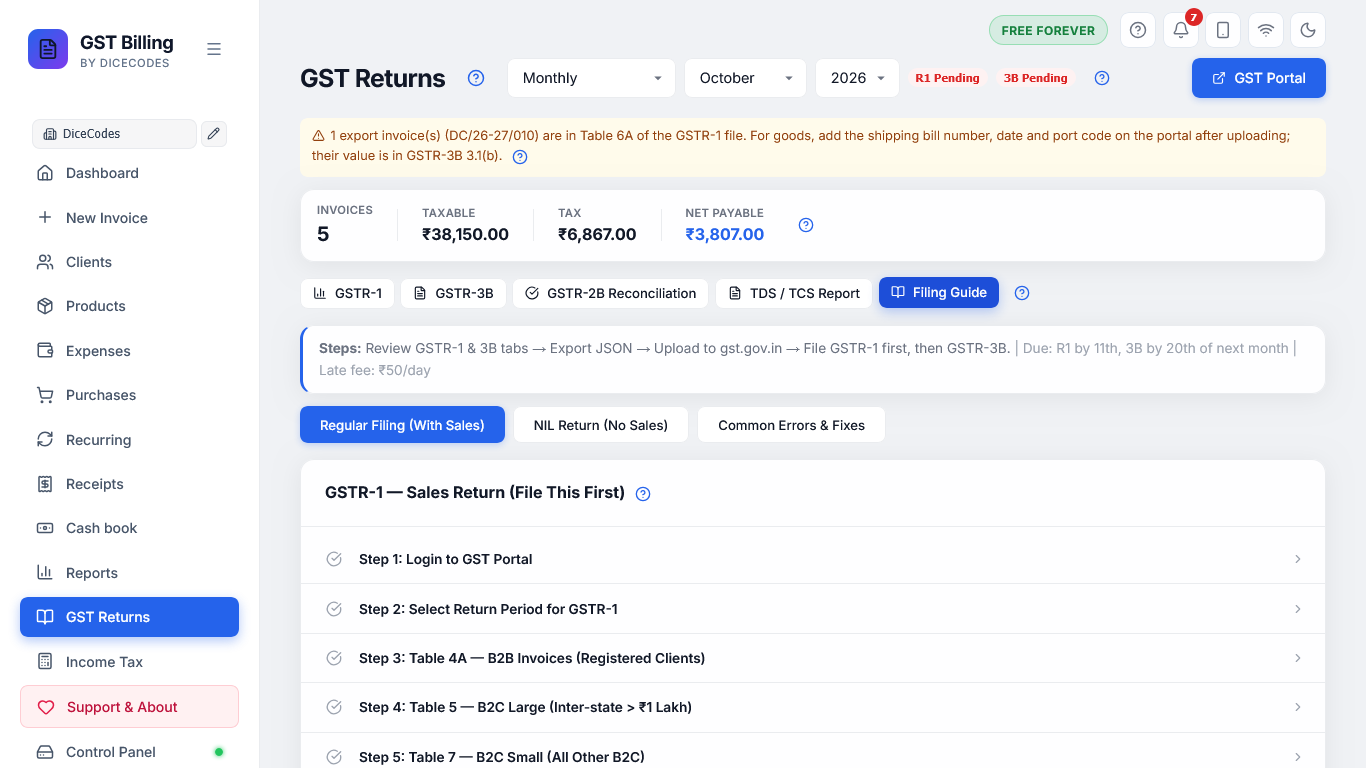 GST Billing
BY DICECODES
DiceCodes
Dashboard
New Invoice
Clients
Products
Expenses
Purchases
Recurring
Receipts
Cash book
Reports
GST Returns
Income Tax
Support & About
Control Panel
FREE FOREVER
7
GST Returns
Monthly
October
2026
R1 Pending
3B Pending
GST Portal
1 export invoice(s) (DC/26-27/010) are in Table 6A of the GSTR-1 file. For goods, add the shipping bill number, date and port code on the portal after uploading;
their value is in GSTR-3B 3.1(b).
INVOICES
5
TAXABLE
₹38,150.00
TAX
₹6,867.00
NET PAYABLE
₹3,807.00
GSTR-1
GSTR-3B
GSTR-2B Reconciliation
TDS / TCS Report
Filing Guide
Steps: Review GSTR-1 & 3B tabs → Export JSON → Upload to gst.gov.in → File GSTR-1 first, then GSTR-3B. | Due: R1 by 11th, 3B by 20th of next month |
Late fee: ₹50/day
Regular Filing (With Sales)
NIL Return (No Sales)
Common Errors & Fixes
GSTR-1 — Sales Return (File This First)
Step 1: Login to GST Portal
Step 2: Select Return Period for GSTR-1
Step 3: Table 4A — B2B Invoices (Registered Clients)
Step 4: Table 5 — B2C Large (Inter-state > ₹1 Lakh)
Step 5: Table 7 — B2C Small (All Other B2C)